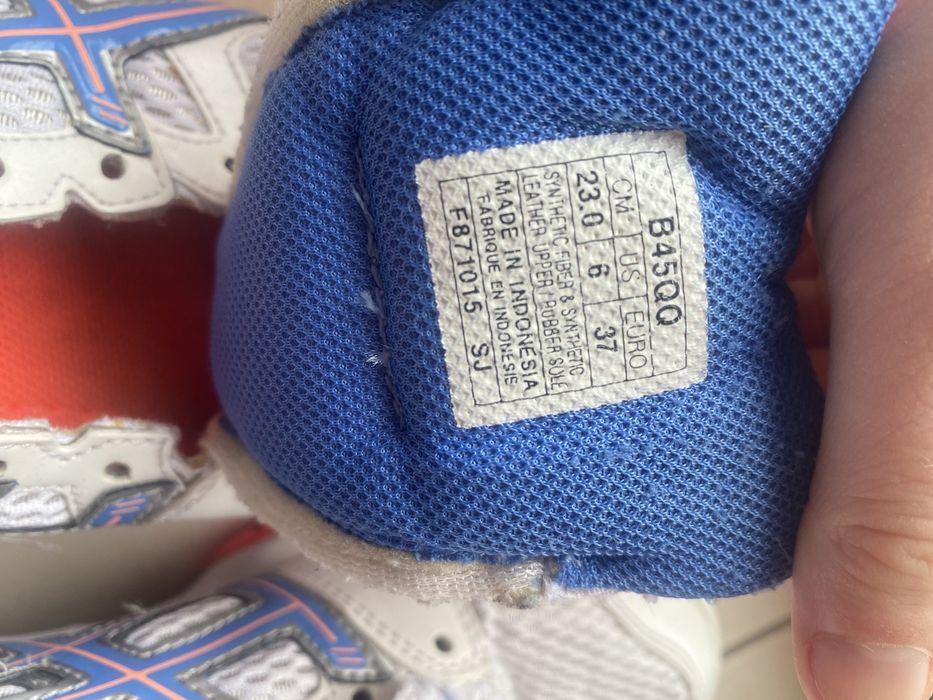 B45QQ
CM US EURO
23.0 6 37
SYNTHETIC FIBER & SYNTHETIC
LEATHER UPPER RUBBER SOLE
MADE IN INDONESIA
FABRIQUE EN INDONESIE
F871015 SJ